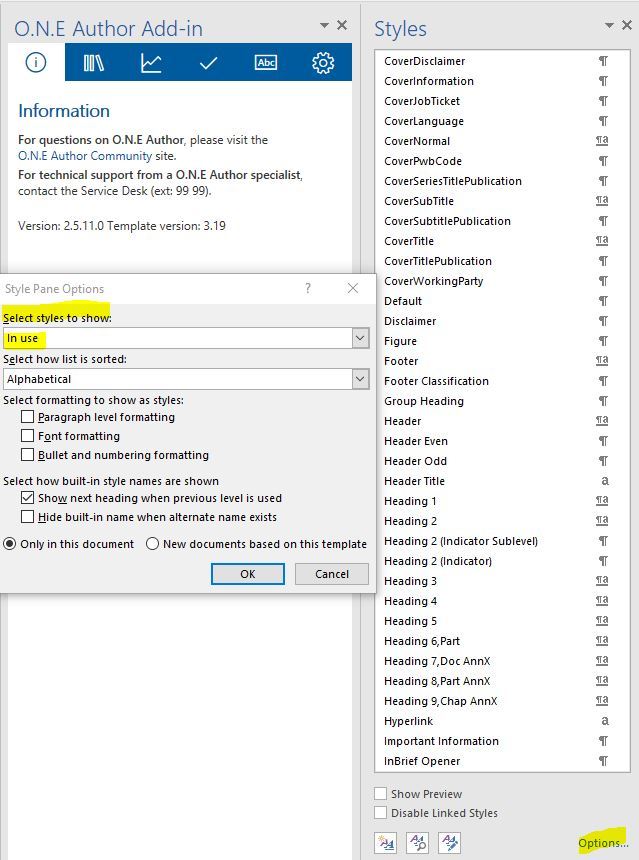 O.N.E Author Add-in
Abc
Information
For questions on O.N.E Author, please visit the
O.N.E Author Community site.
For technical support from a O.N.E Author specialist,
contact the Service Desk (ext: 99 99).
Version: 2.5.11.0 Template version: 3.19
Style Pane Options
?
Select styles to show:
In use
Select how list is sorted:
Alphabetical
Select formatting to show as styles:
Paragraph level formatting
Font formatting
Bullet and numbering formatting
Select how built-in style names are shown
Show next heading when previous level is used
Hide built-in name when alternate name exists
Only in this document New documents based on this template
OK Cancel
Styles
CoverDisclaimer ¶
CoverInformation ¶
CoverJobTicket ¶
CoverLanguage ¶
CoverNormal ¶a
CoverPwbCode ¶
CoverSeriesTitlePublication ¶
CoverSubTitle ¶a
CoverSubtitlePublication ¶
CoverTitle ¶a
CoverTitlePublication ¶
CoverWorkingParty ¶
Default ¶
Disclaimer ¶
Figure ¶
Footer ¶a
Footer Classification ¶
Group Heading ¶
Header ¶a
Header Even ¶
Header Odd ¶
Header Title a
Heading 1 ¶a
Heading 2 ¶a
Heading 2 (Indicator Sublevel) ¶
Heading 2 (Indicator) ¶
Heading 3 ¶a
Heading 4 ¶a
Heading 5 ¶a
Heading 6,Part ¶a
Heading 7,Doc AnnX ¶a
Heading 8,Part AnnX ¶a
Heading 9,Chap AnnX ¶a
Hyperlink a
Important Information ¶
InBrief Opener ¶
Show Preview
Disable Linked Styles
Options...